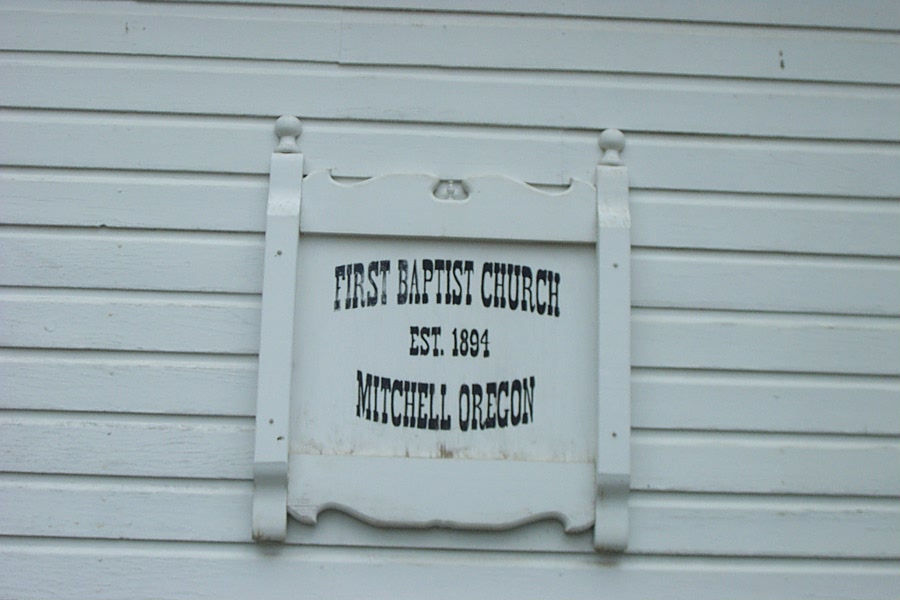 FIRST BAPTIST CHURCH
EST. 1894
MITCHELL OREGON